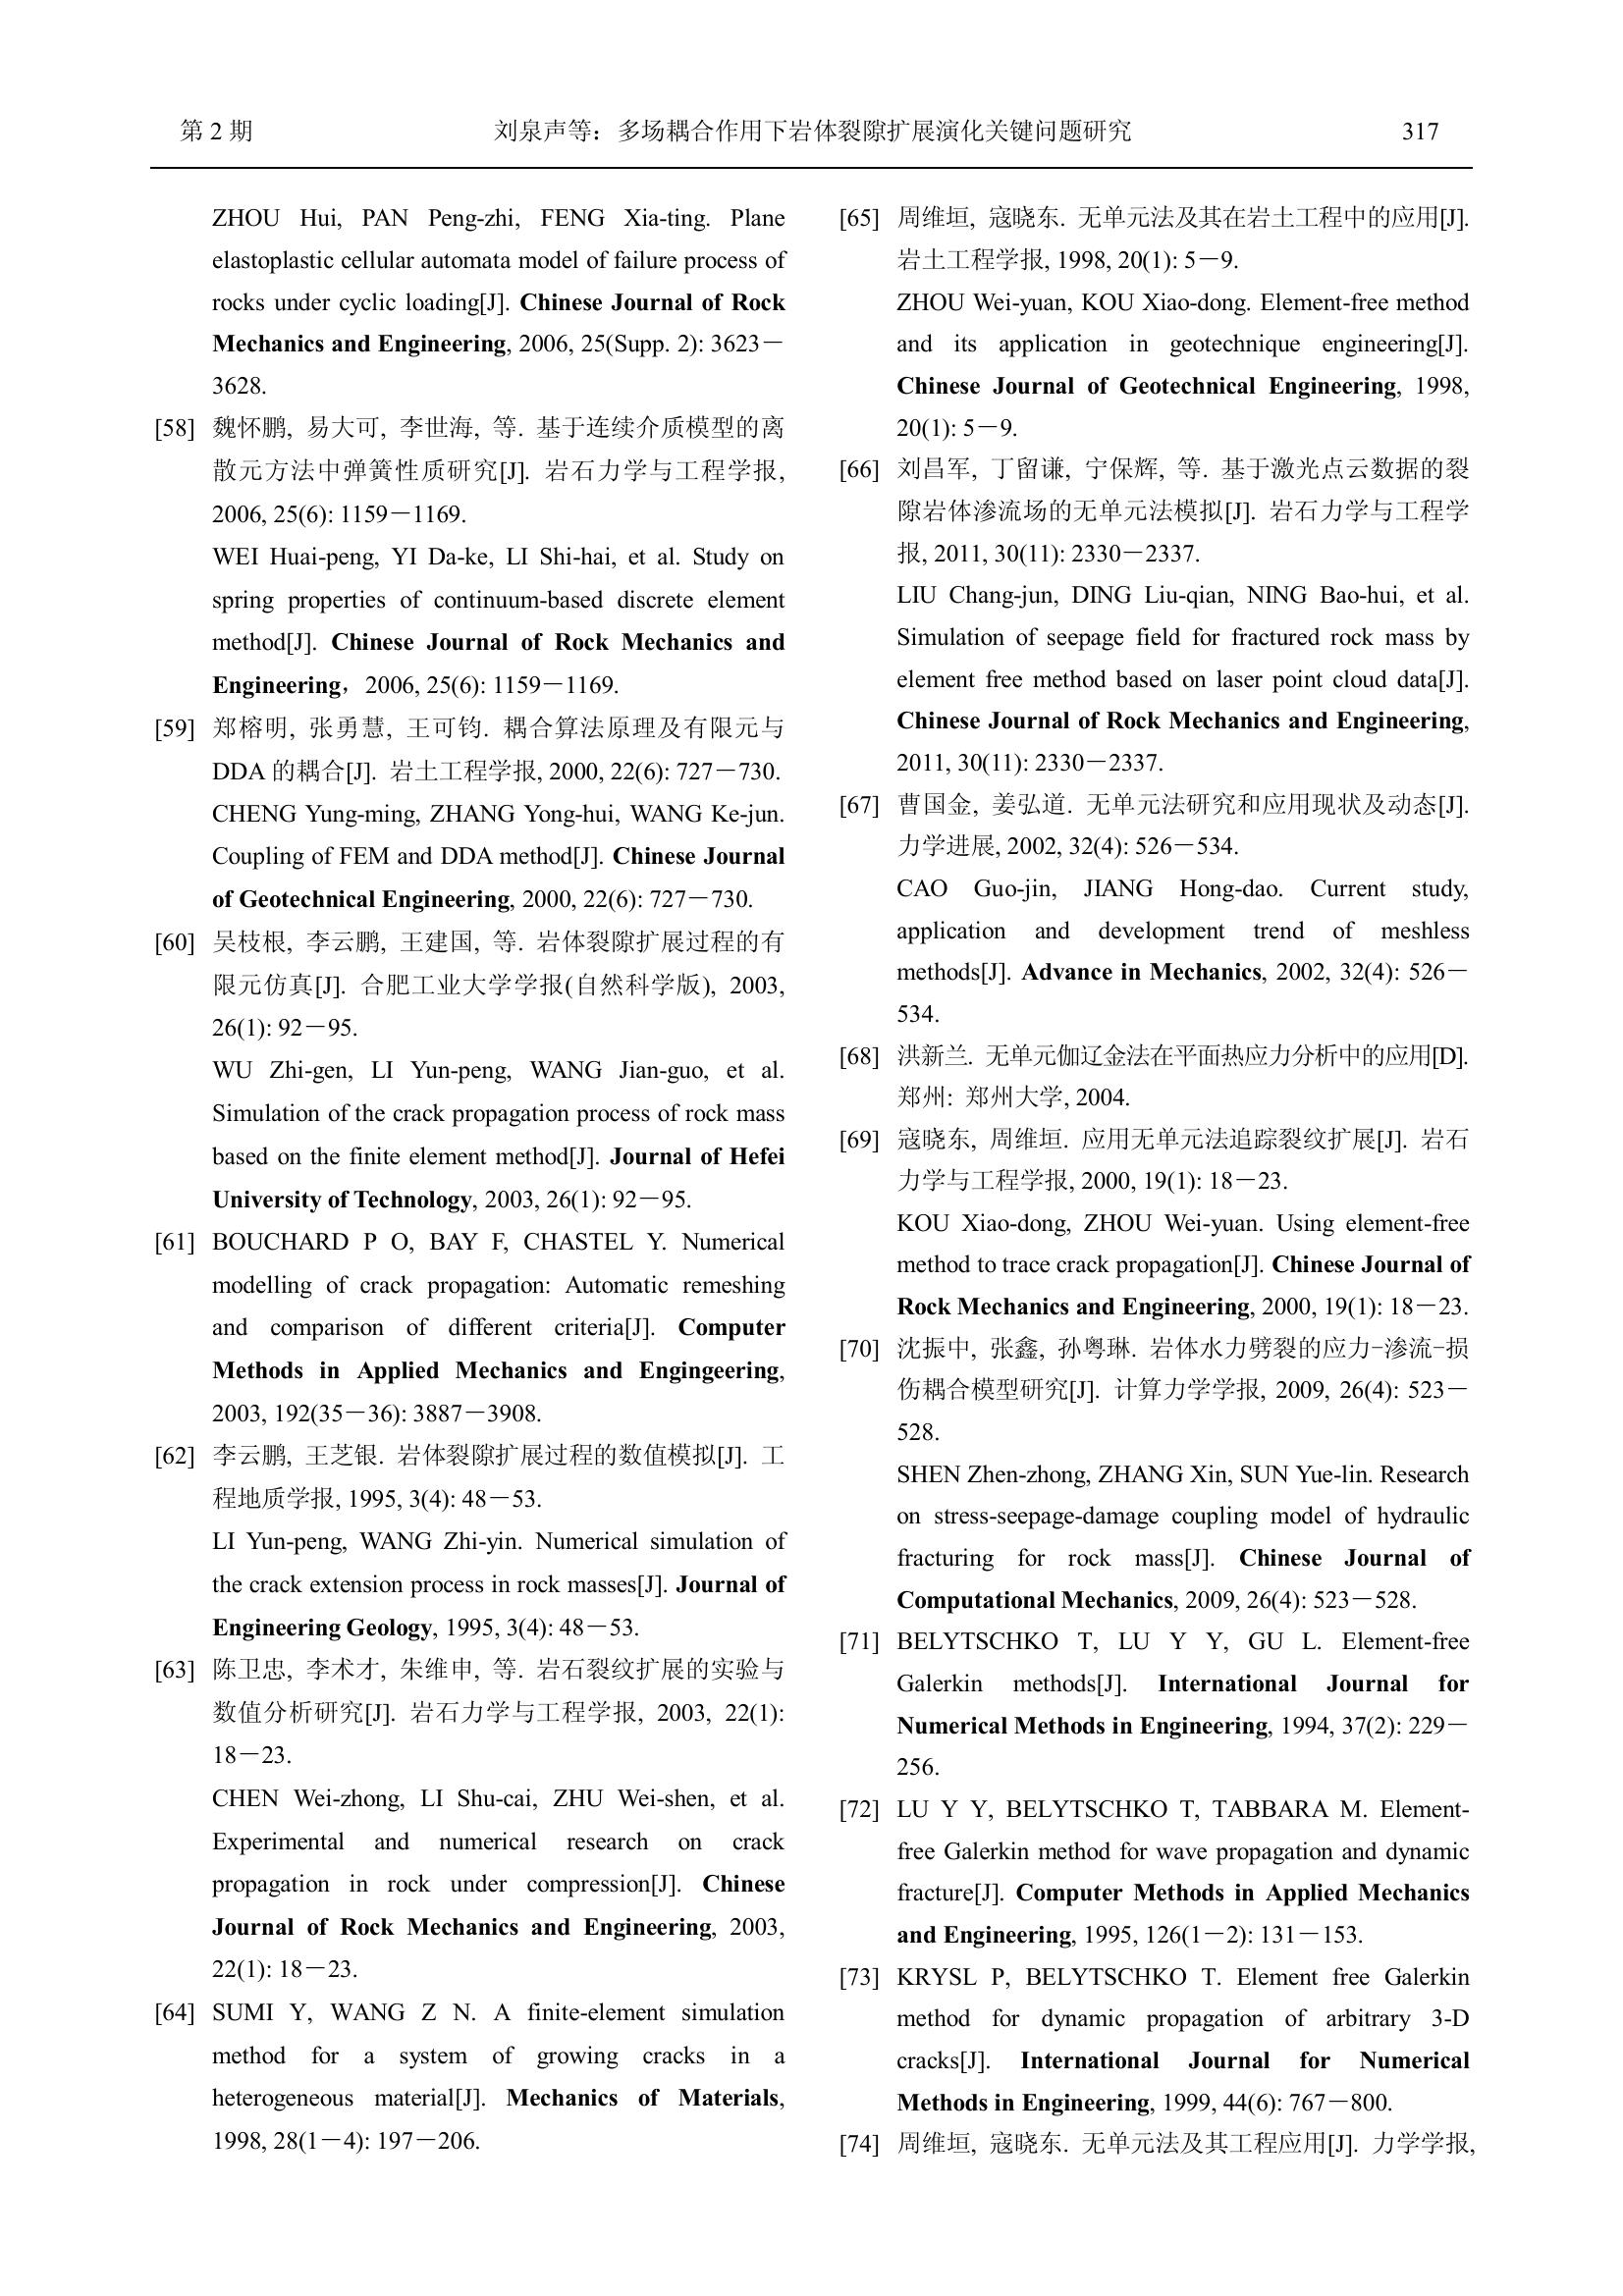 第 2 期 刘泉声等：多场耦合作用下岩体裂隙扩展演化关键问题研究 317
ZHOU Hui, PAN Peng-zhi, FENG Xia-ting. Plane
elastoplastic cellular automata model of failure process of
rocks under cyclic loading[J]. Chinese Journal of Rock
Mechanics and Engineering, 2006, 25(Supp. 2): 3623－
3628.
[58] 魏怀鹏, 易大可, 李世海, 等. 基于连续介质模型的离
散元方法中弹簧性质研究[J]. 岩石力学与工程学报,
2006, 25(6): 1159－1169.
WEI Huai-peng, YI Da-ke, LI Shi-hai, et al. Study on
spring properties of continuum-based discrete element
method[J]. Chinese Journal of Rock Mechanics and
Engineering，2006, 25(6): 1159－1169.
[59] 郑榕明, 张勇慧, 王可钧. 耦合算法原理及有限元与
DDA 的耦合[J]. 岩土工程学报, 2000, 22(6): 727－730.
CHENG Yung-ming, ZHANG Yong-hui, WANG Ke-jun.
Coupling of FEM and DDA method[J]. Chinese Journal
of Geotechnical Engineering, 2000, 22(6): 727－730.
[60] 吴枝根, 李云鹏, 王建国, 等. 岩体裂隙扩展过程的有
限元仿真[J]. 合肥工业大学学报(自然科学版), 2003,
26(1): 92－95.
WU Zhi-gen, LI Yun-peng, WANG Jian-guo, et al.
Simulation of the crack propagation process of rock mass
based on the finite element method[J]. Journal of Hefei
University of Technology, 2003, 26(1): 92－95.
[61] BOUCHARD P O, BAY F, CHASTEL Y. Numerical
modelling of crack propagation: Automatic remeshing
and comparison of different criteria[J]. Computer
Methods in Applied Mechanics and Engingeering,
2003, 192(35－36): 3887－3908.
[62] 李云鹏, 王芝银. 岩体裂隙扩展过程的数值模拟[J]. 工
程地质学报, 1995, 3(4): 48－53.
LI Yun-peng, WANG Zhi-yin. Numerical simulation of
the crack extension process in rock masses[J]. Journal of
Engineering Geology, 1995, 3(4): 48－53.
[63] 陈卫忠, 李术才, 朱维申, 等. 岩石裂纹扩展的实验与
数值分析研究[J]. 岩石力学与工程学报, 2003, 22(1):
18－23.
CHEN Wei-zhong, LI Shu-cai, ZHU Wei-shen, et al.
Experimental and numerical research on crack
propagation in rock under compression[J]. Chinese
Journal of Rock Mechanics and Engineering, 2003,
22(1): 18－23.
[64] SUMI Y, WANG Z N. A finite-element simulation
method for a system of growing cracks in a
heterogeneous material[J]. Mechanics of Materials,
1998, 28(1－4): 197－206.
[65] 周维垣, 寇晓东. 无单元法及其在岩土工程中的应用[J].
岩土工程学报, 1998, 20(1): 5－9.
ZHOU Wei-yuan, KOU Xiao-dong. Element-free method
and its application in geotechnique engineering[J].
Chinese Journal of Geotechnical Engineering, 1998,
20(1): 5－9.
[66] 刘昌军, 丁留谦, 宁保辉, 等. 基于激光点云数据的裂
隙岩体渗流场的无单元法模拟[J]. 岩石力学与工程学
报, 2011, 30(11): 2330－2337.
LIU Chang-jun, DING Liu-qian, NING Bao-hui, et al.
Simulation of seepage field for fractured rock mass by
element free method based on laser point cloud data[J].
Chinese Journal of Rock Mechanics and Engineering,
2011, 30(11): 2330－2337.
[67] 曹国金, 姜弘道. 无单元法研究和应用现状及动态[J].
力学进展, 2002, 32(4): 526－534.
CAO Guo-jin, JIANG Hong-dao. Current study,
application and development trend of meshless
methods[J]. Advance in Mechanics, 2002, 32(4): 526－
534.
[68] 洪新兰. 无单元伽辽金法在平面热应力分析中的应用[D].
郑州: 郑州大学, 2004.
[69] 寇晓东, 周维垣. 应用无单元法追踪裂纹扩展[J]. 岩石
力学与工程学报, 2000, 19(1): 18－23.
KOU Xiao-dong, ZHOU Wei-yuan. Using element-free
method to trace crack propagation[J]. Chinese Journal of
Rock Mechanics and Engineering, 2000, 19(1): 18－23.
[70] 沈振中, 张鑫, 孙粤琳. 岩体水力劈裂的应力-渗流-损
伤耦合模型研究[J]. 计算力学学报, 2009, 26(4): 523－
528.
SHEN Zhen-zhong, ZHANG Xin, SUN Yue-lin. Research
on stress-seepage-damage coupling model of hydraulic
fracturing for rock mass[J]. Chinese Journal of
Computational Mechanics, 2009, 26(4): 523－528.
[71] BELYTSCHKO T, LU Y Y, GU L. Element-free
Galerkin methods[J]. International Journal for
Numerical Methods in Engineering, 1994, 37(2): 229－
256.
[72] LU Y Y, BELYTSCHKO T, TABBARA M. Element-
free Galerkin method for wave propagation and dynamic
fracture[J]. Computer Methods in Applied Mechanics
and Engineering, 1995, 126(1－2): 131－153.
[73] KRYSL P, BELYTSCHKO T. Element free Galerkin
method for dynamic propagation of arbitrary 3-D
cracks[J]. International Journal for Numerical
Methods in Engineering, 1999, 44(6): 767－800.
[74] 周维垣, 寇晓东. 无单元法及其工程应用[J]. 力学学报,